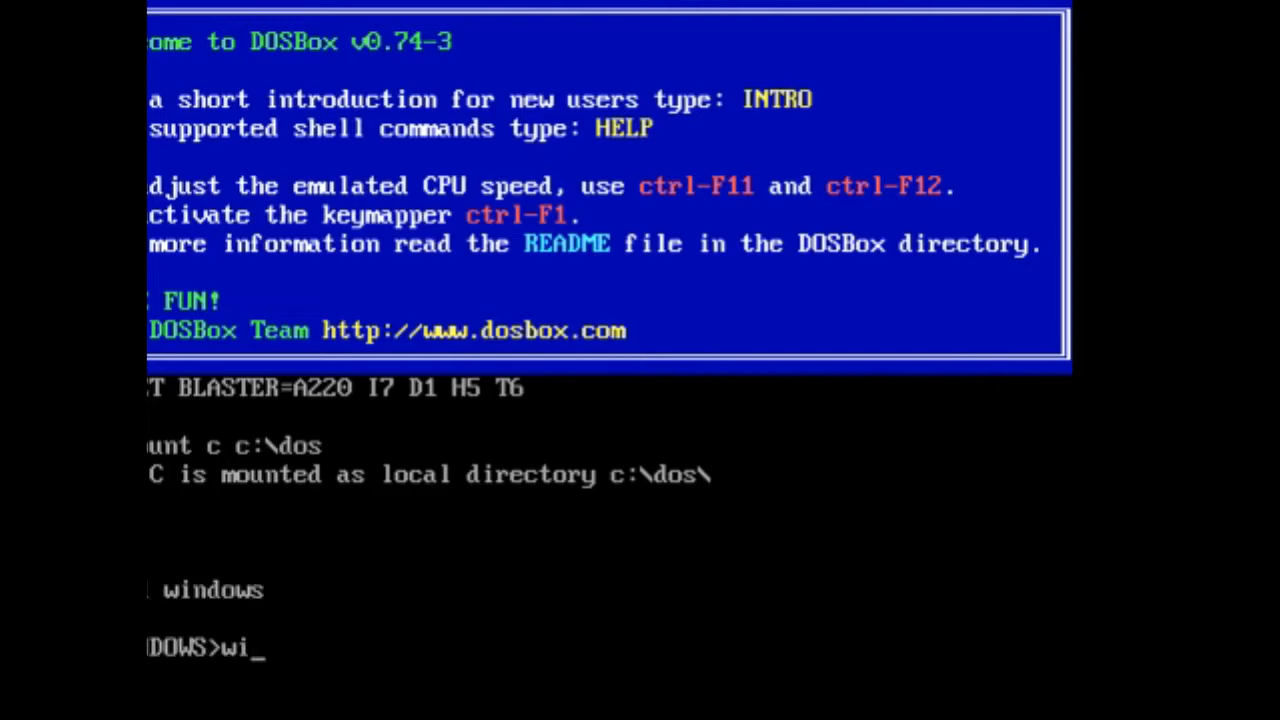 ome to DOSBox v0.74-3
a short introduction for new users type: INTRO
supported shell commands type: HELP
djust the emulated CPU speed, use ctrl-F11 and ctrl-F12.
ctivate the keymapper ctrl-F1.
more information read the README file in the DOSBox directory.
FUN!
DOSBox Team http://www.dosbox.com
ET BLASTER=A220 I7 D1 H5 T6
unt c c:\dos
C is mounted as local directory c:\dos\
windows
DOWS>wi_